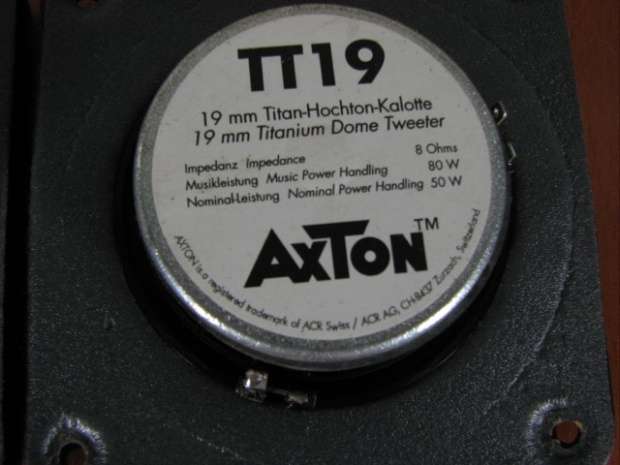 TT19
19 mm Titan-Hochton-Kalotte
19 mm Titanium Dome Tweeter
Impedanz Impedance 8 Ohms
Musikleistung Music Power Handling 80 W
Nominal-Leistung Nominal Power Handling 50 W
AXTON™
AXTON is a registered trademark of ACR Swiss / ACR AG, CH-8437 Zurzach, Switzerland